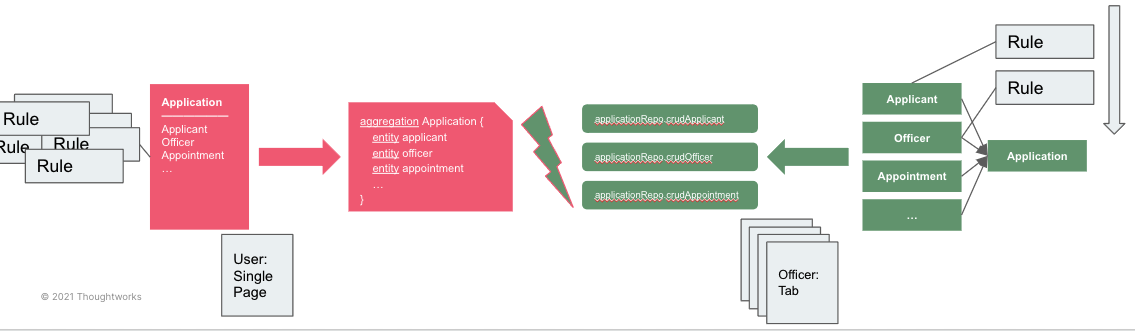 Rule
Rule
Rule
Rule
Application
Applicant
Officer
Appointment
...
User:
Single
Page
aggregation Application {
entity applicant
entity officer
entity appointment
...
}
applicationRepo.crudApplicant
applicationRepo.crudOfficer
applicationRepo.crudAppointment
Officer:
Tab
Applicant
Officer
Appointment
...
Rule
Rule
Application
© 2021 Thoughtworks